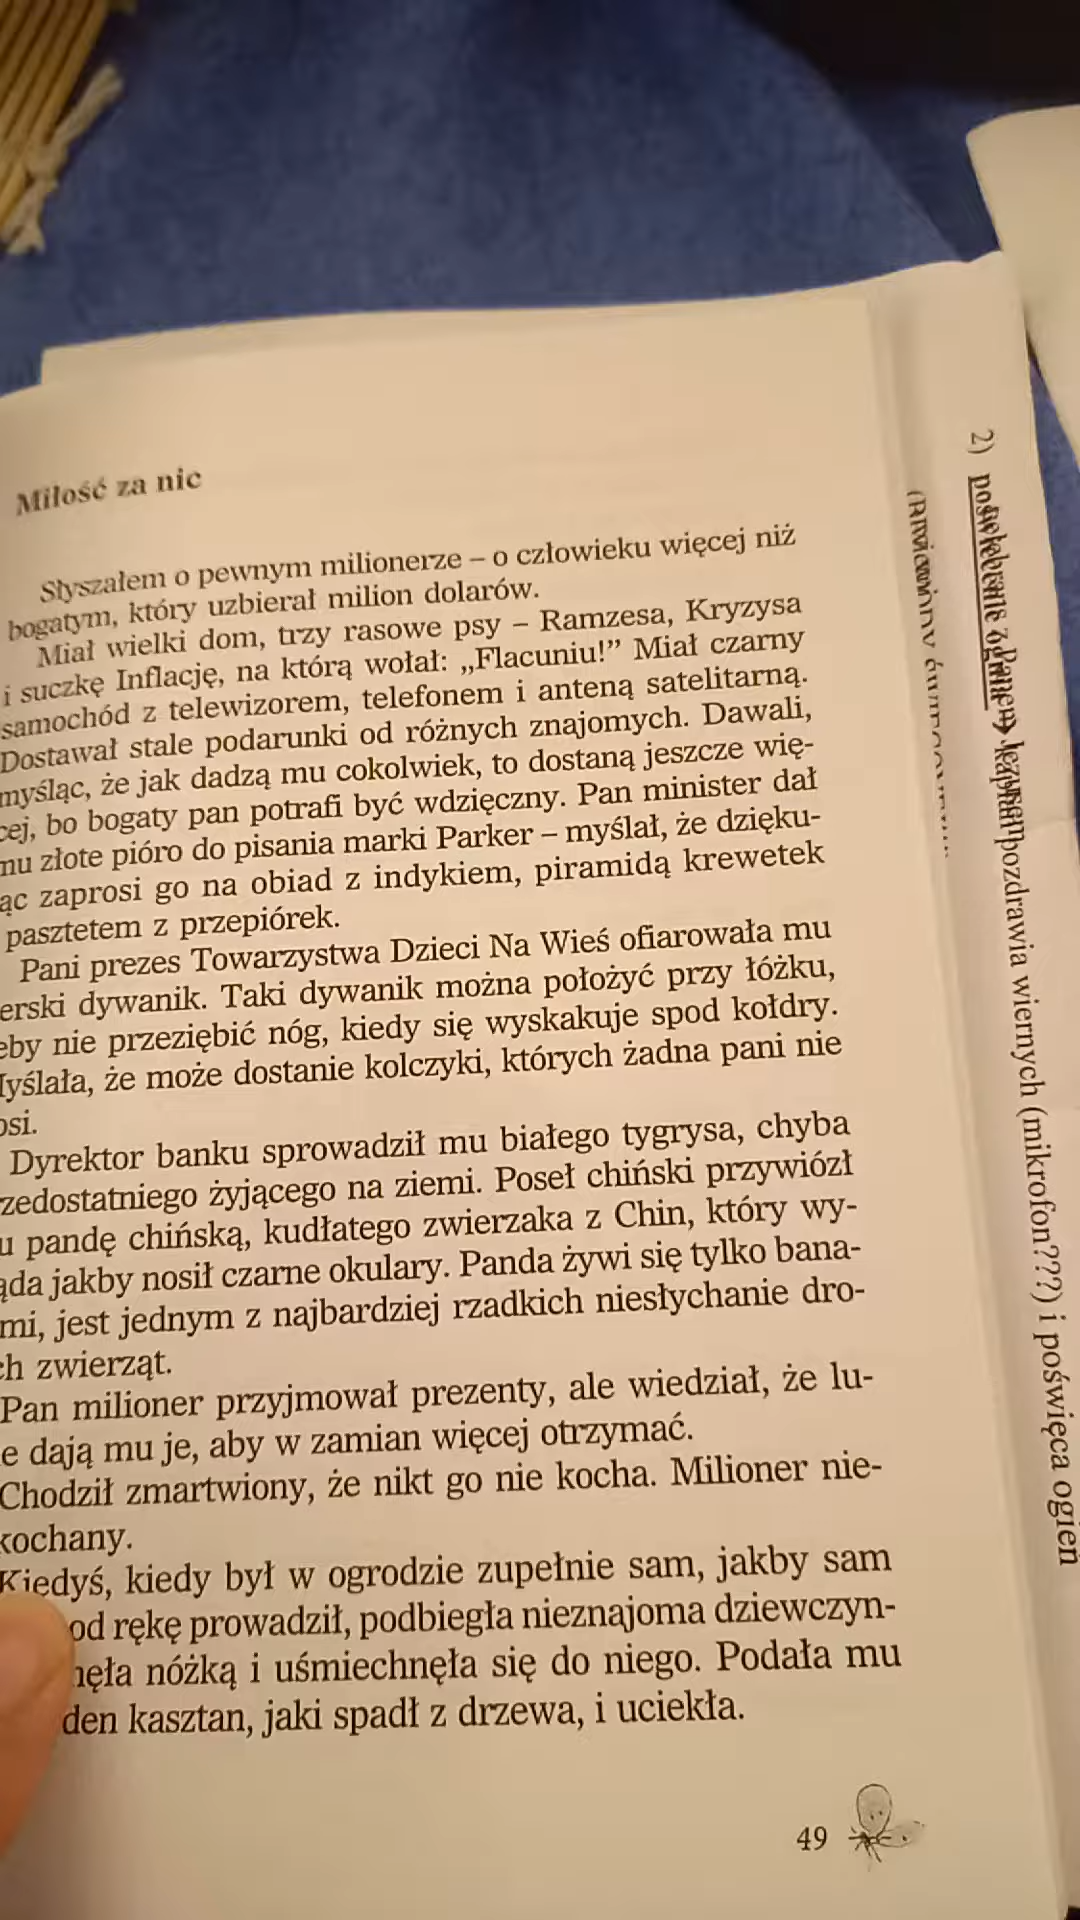 Miłość za nic
Słyszałem o pewnym milionerze – o człowieku więcej niż
bogatym, który uzbierał milion dolarów.
Miał wielki dom, trzy rasowe psy – Ramzesa, Kryzysa
i suczkę Inflację, na którą wołał: „Flacuniu!” Miał czarny
samochód z telewizorem, telefonem i anteną satelitarną.
Dostawał stale podarunki od różnych znajomych. Dawali,
myśląc, że jak dadzą mu cokolwiek, to dostaną jeszcze wię-
cej, bo bogaty pan potrafi być wdzięczny. Pan minister dał
mu złote pióro do pisania marki Parker – myślał, że dzięku-
ąc zaprosi go na obiad z indykiem, piramidą krewetek
pasztetem z przepiórek.
Pani prezes Towarzystwa Dzieci Na Wieś ofiarowała mu
erski dywanik. Taki dywanik można położyć przy łóżku,
eby nie przeziębić nóg, kiedy się wyskakuje spod kołdry.
yślała, że może dostanie kolczyki, których żadna pani nie
osi.
Dyrektor banku sprowadził mu białego tygrysa, chyba
zedostatniego żyjącego na ziemi. Poseł chiński przywiózł
u pandę chińską, kudłatego zwierzaka z Chin, który wy-
ąda jakby nosił czarne okulary. Panda żywi się tylko bana-
mi, jest jednym z najbardziej rzadkich niesłychanie dro-
ch zwierząt.
Pan milioner przyjmował prezenty, ale wiedział, że lu-
e dają mu je, aby w zamian więcej otrzymać.
Chodził zmartwiony, że nikt go nie kocha. Milioner nie-
kochany.
Kiedyś, kiedy był w ogrodzie zupełnie sam, jakby sam
od rękę prowadził, podbiegła nieznajoma dziewczyn-
nęła nóżką i uśmiechnęła się do niego. Podała mu
den kasztan, jaki spadł z drzewa, i uciekła.
49
2) pozdrawia wiernych (mikrofon???) i poświęca ogień